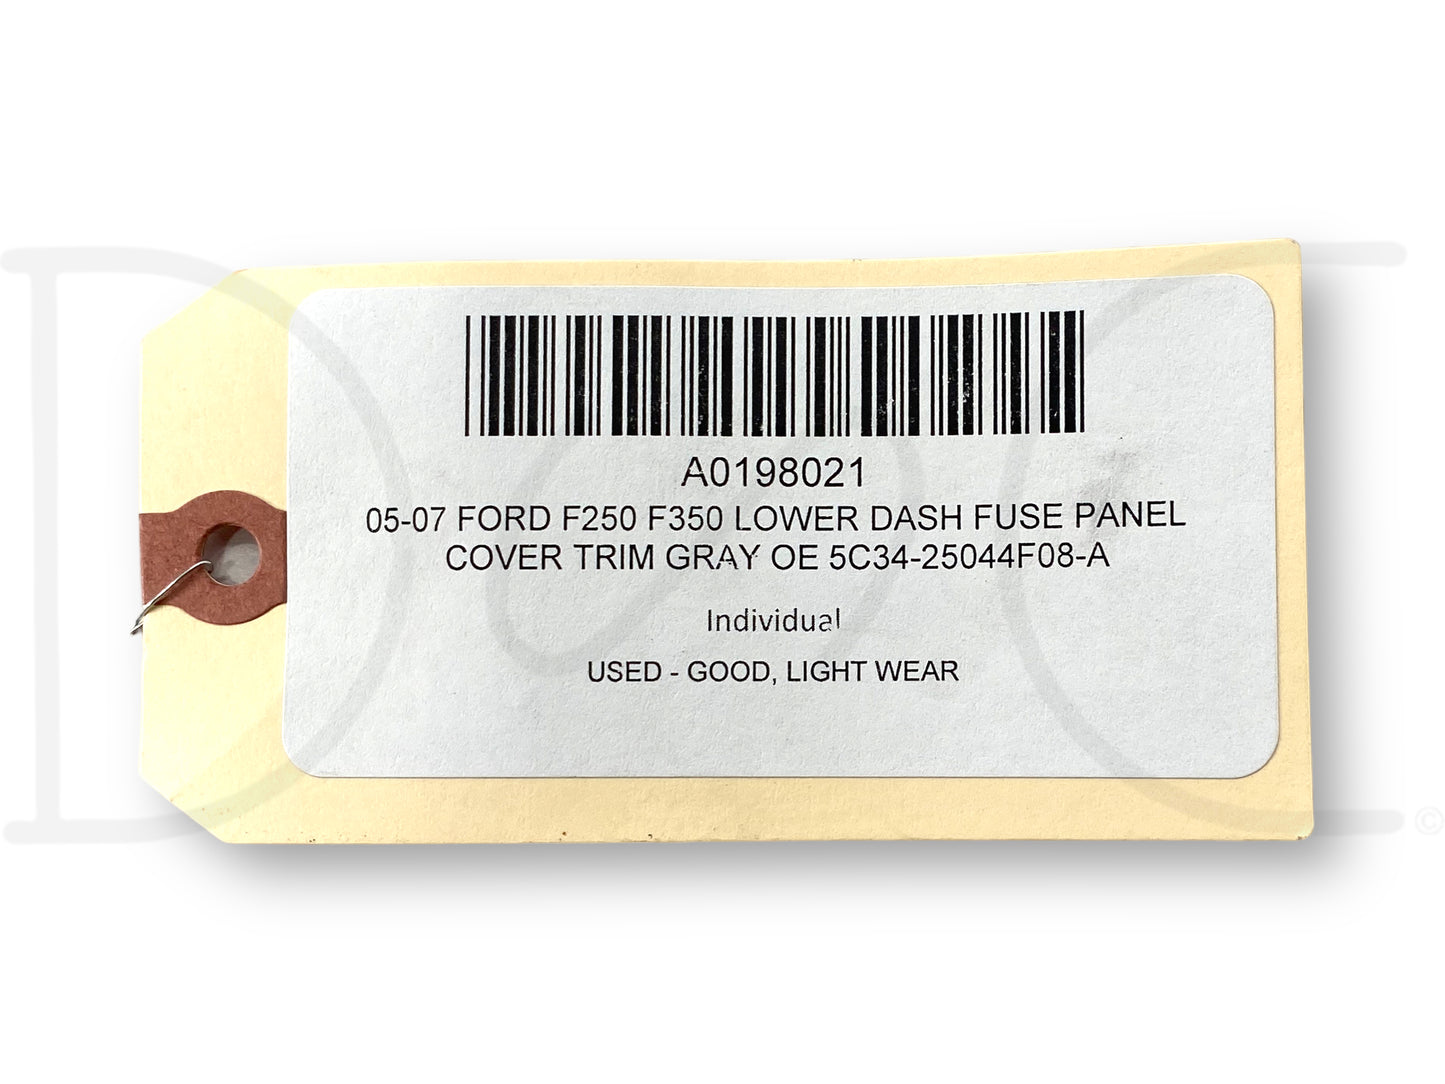 A0198021
05-07 FORD F250 F350 LOWER DASH FUSE PANEL
COVER TRIM GRAY OE 5C34-25044F08-A
Individual
USED - GOOD, LIGHT WEAR
D C
©